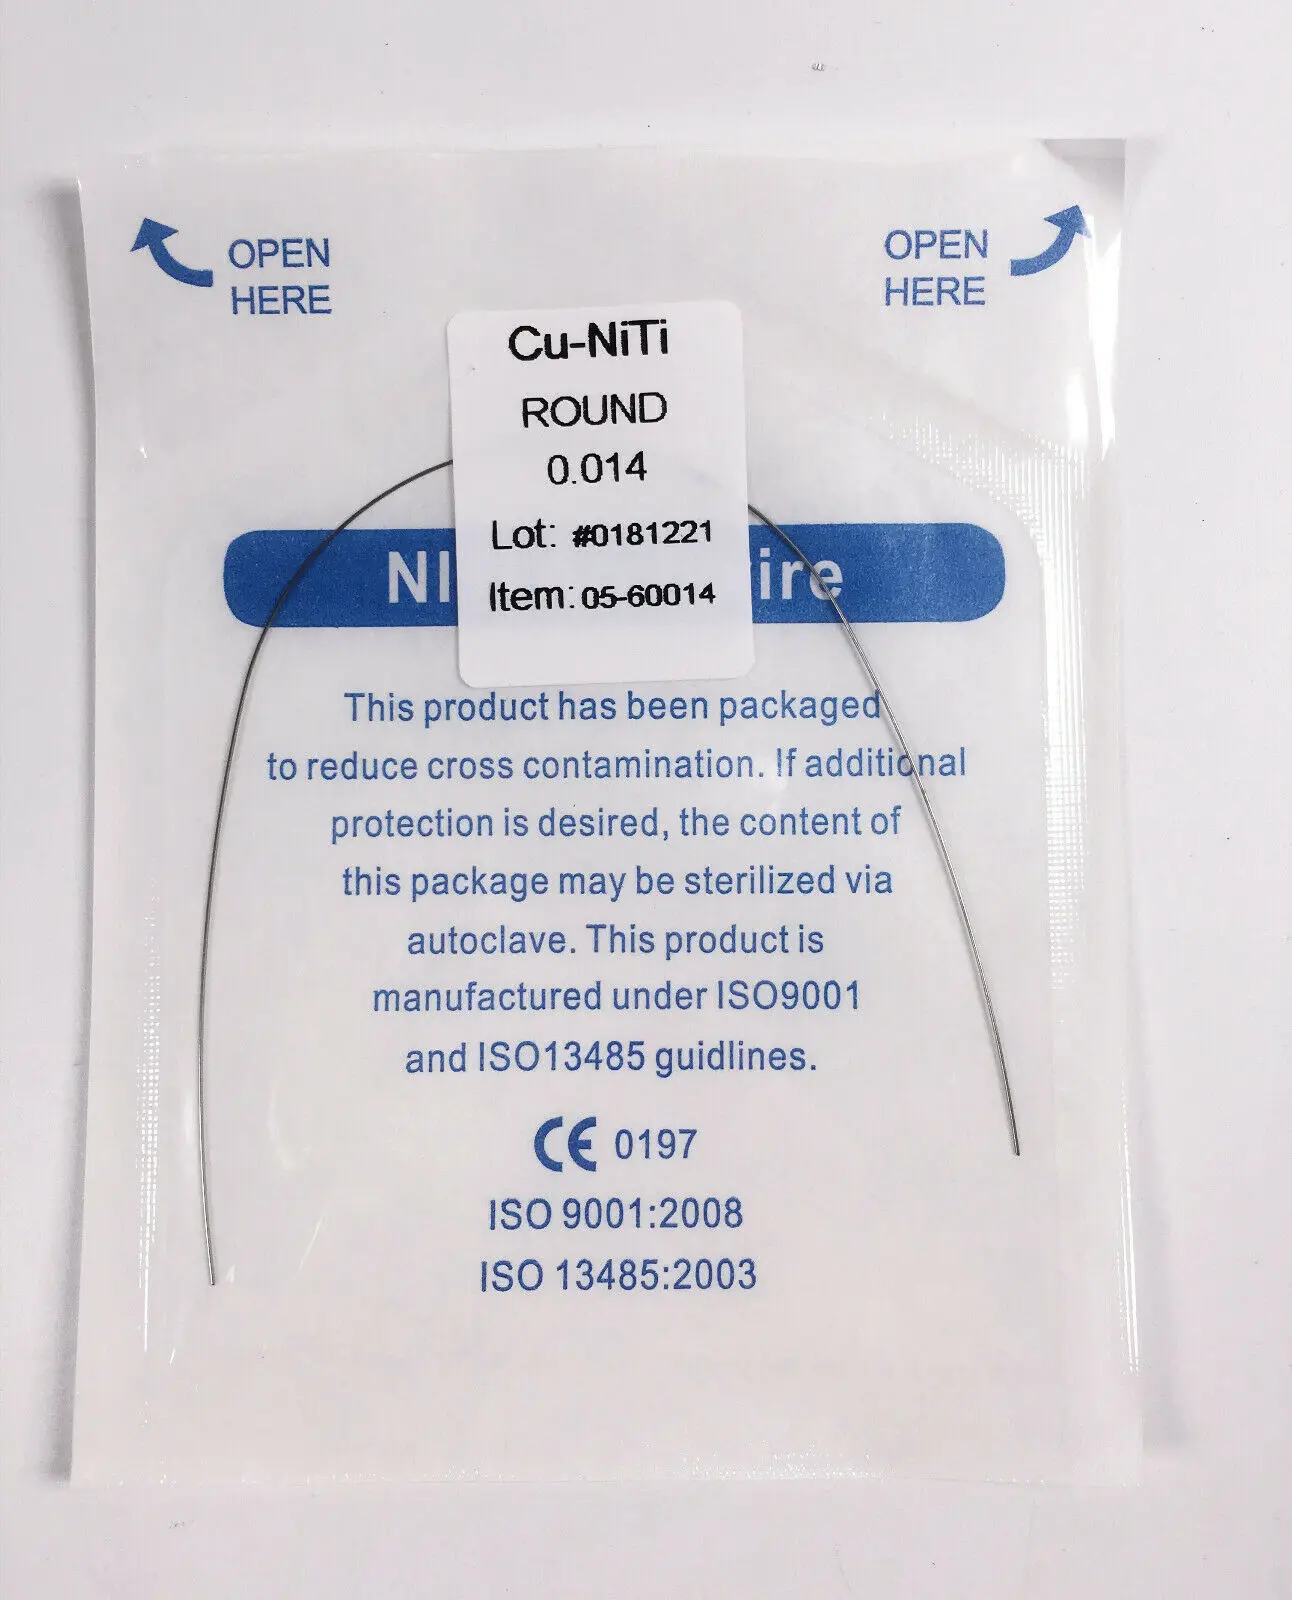 OPEN
HERE
OPEN
HERE
Cu-NiTi
ROUND
0.014
Lot: #0181221
Item: 05-60014
This product has been packaged
to reduce cross contamination. If additional
protection is desired, the content of
this package may be sterilized via
autoclave. This product is
manufactured under ISO9001
and ISO13485 guidlines.
CE 0197
ISO 9001:2008
ISO 13485:2003